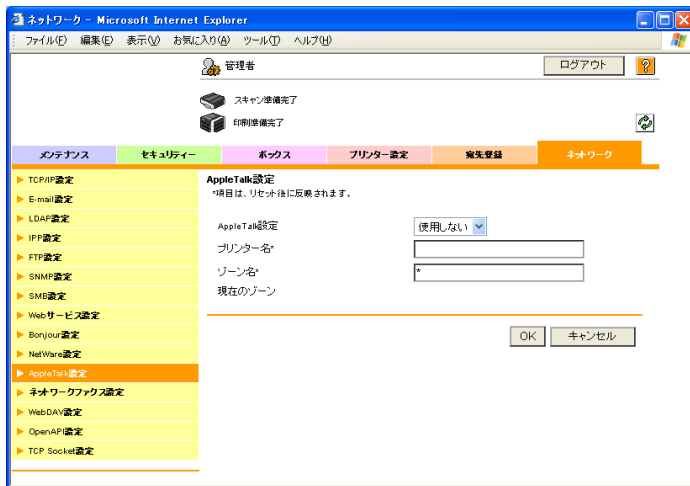 ネットワーク - Microsoft Internet Explorer
ファイル(F) 編集(E) 表示(V) お気に入り(A) ツール(T) ヘルプ(H)
管理者 ログアウト ?
スキャン準備完了
印刷準備完了
メンテナンス セキュリティー ボックス プリンター設定 宛先登録 ネットワーク
TCP/IP設定
E-mail設定
LDAP設定
IPP設定
FTP設定
SNMP設定
SMB設定
Webサービス設定
Bonjour設定
NetWare設定
AppleTalk設定
ネットワークファクス設定
WebDAV設定
OpenAPI設定
TCP Socket設定
AppleTalk設定
*項目は、リセット後に反映されます。
AppleTalk設定 使用しない
プリンター名*
ゾーン名* *
現在のゾーン
OK キャンセル